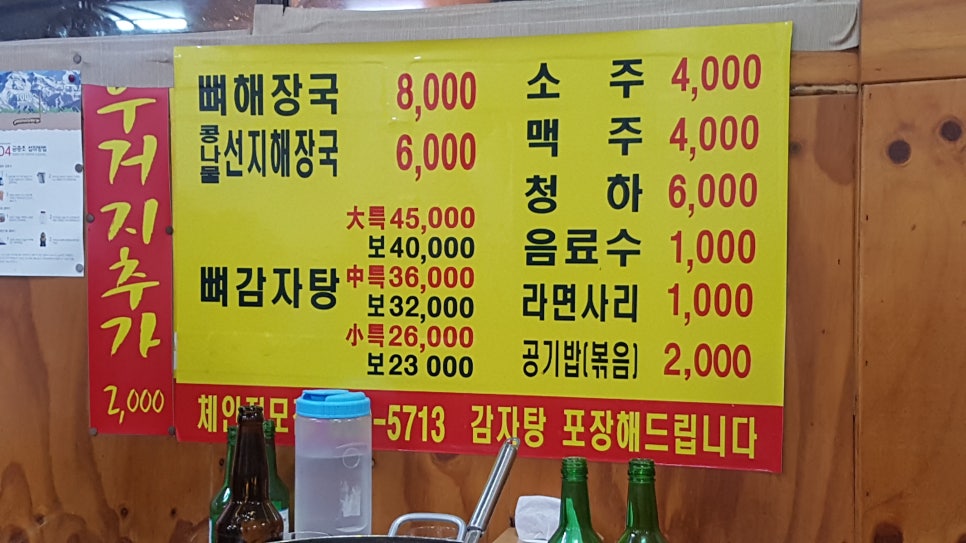 우거지추가
2,000
뼈해장국 8,000
콩나물 선지해장국 6,000
뼈감자탕
大특 45,000
보 40,000
中특 36,000
보 32,000
小특 26,000
보 23 000
소주 4,000
맥주 4,000
청하 6,000
음료수 1,000
라면사리 1,000
공기밥(볶음) 2,000
-5713 감자탕 포장해드립니다